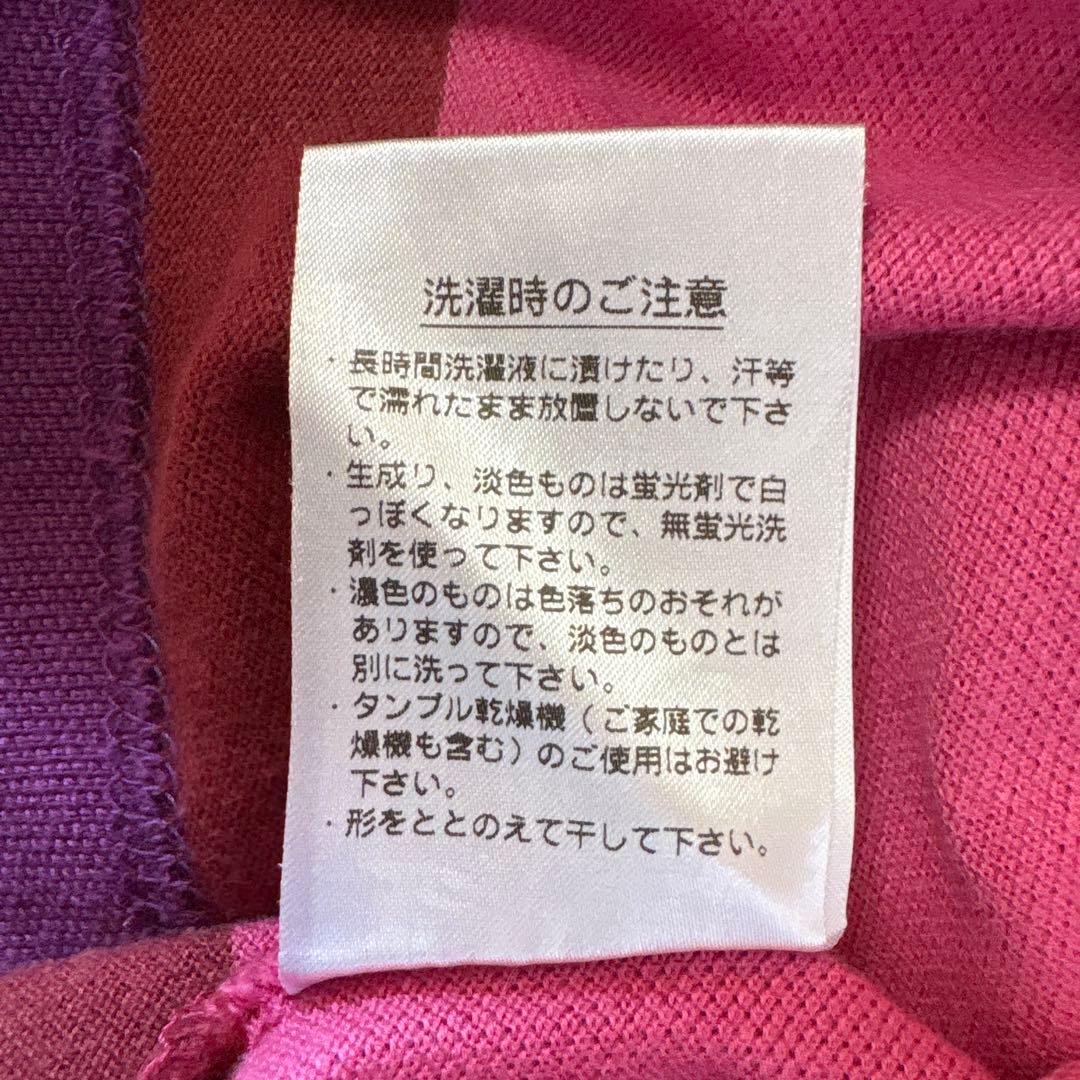 洗濯時のご注意
・長時間洗濯液に漬けたり、汗等
で濡れたまま放置しないで下さ
い。
・生成り、淡色ものは蛍光剤で白
っぽくなりますので、無蛍光洗
剤を使って下さい。
・濃色のものは色落ちのおそれが
ありますので、淡色のものとは
別に洗って下さい。
・タンブル乾燥機（ご家庭での乾
燥機も含む）のご使用はお避け
下さい。
・形をととのえて干して下さい。